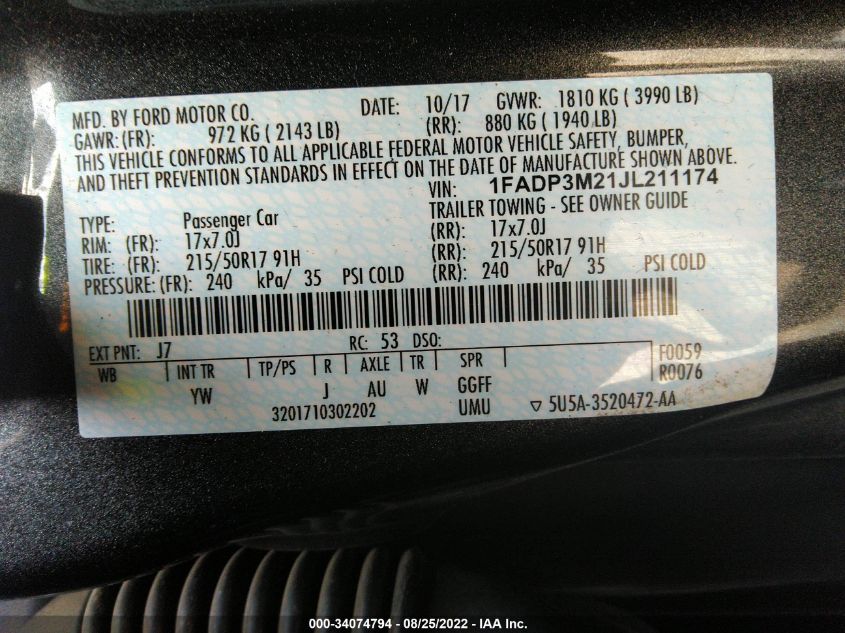 MFD. BY FORD MOTOR CO. DATE: 10/17 GVWR: 1810 KG ( 3990 LB)
GAWR: (FR): 972 KG ( 2143 LB) (RR): 880 KG ( 1940 LB)
THIS VEHICLE CONFORMS TO ALL APPLICABLE FEDERAL MOTOR VEHICLE SAFETY, BUMPER,
AND THEFT PREVENTION STANDARDS IN EFFECT ON THE DATE OF MANUFACTURE SHOWN ABOVE.
VIN: 1FADP3M21JL211174
TYPE: Passenger Car TRAILER TOWING - SEE OWNER GUIDE
RIM: (FR): 17x7.0J (RR): 17x7.0J
TIRE: (FR): 215/50R17 91H (RR): 215/50R17 91H
PRESSURE: (FR): 240 kPa/ 35 PSI COLD (RR): 240 kPa/ 35 PSI COLD
EXT PNT: J7 RC: 53 DSO: F0059
WB INT TR TP/PS R AXLE TR SPR R0076
YW J AU W GGFF
3201710302202 UMU ▽ 5U5A-3520472-AA
000-34074794 - 08/25/2022 - IAA Inc.